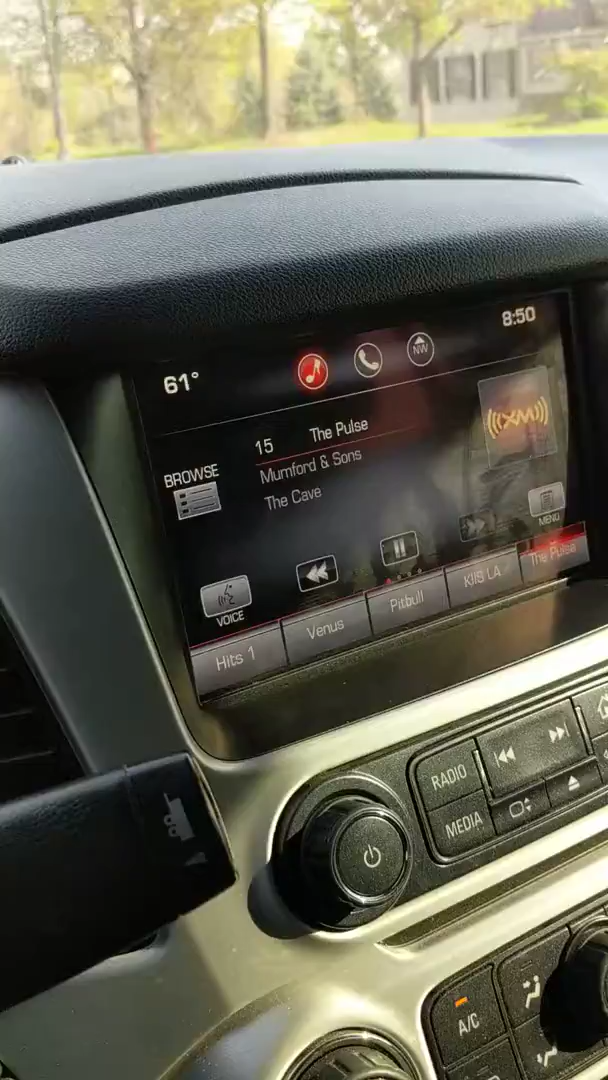 61°
NW
8:50
15 The Pulse
Mumford & Sons
The Cave
BROWSE
((XM))
MENU
VOICE
Hits 1
Venus
Pitbull
KIIS LA
The Pulse
RADIO
MEDIA
A/C